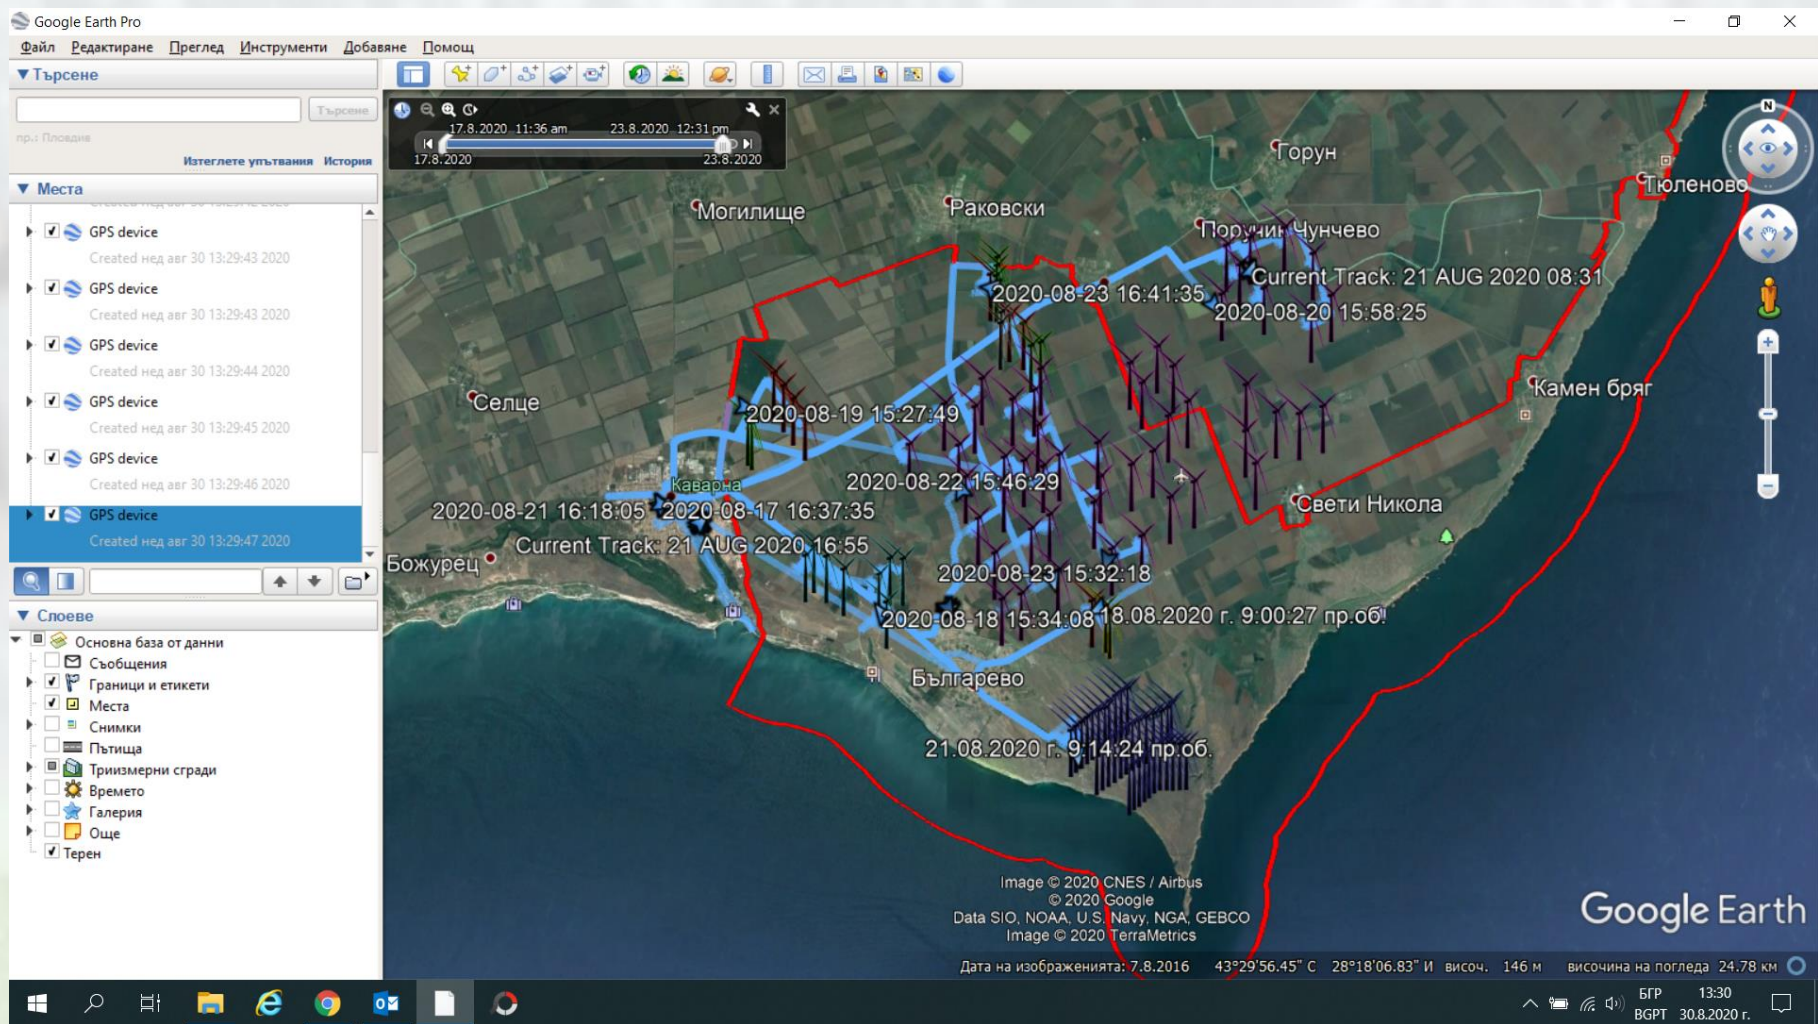 Google Earth Pro
Файл Редактиране Преглед Инструменти Добавяне Помощ
Търсене
Търсене
пр.: Пловдив
Изтеглете упътвания История
Места
GPS device
Created нед авг 30 13:29:43 2020
GPS device
Created нед авг 30 13:29:43 2020
GPS device
Created нед авг 30 13:29:44 2020
GPS device
Created нед авг 30 13:29:45 2020
GPS device
Created нед авг 30 13:29:46 2020
GPS device
Created нед авг 30 13:29:47 2020
Слоеве
Основна база от данни
Съобщения
Граници и етикети
Места
Снимки
Пътища
Триизмерни сгради
Времето
Галерия
Още
Терен
17.8.2020 11:36 am 23.8.2020 12:31 pm
17.8.2020 23.8.2020
N
Горун
Тюленово
Могилище
Раковски
Поручик Чунчево
Current Track: 21 AUG 2020 08:31
2020-08-23 16:41:35
2020-08-20 15:58:25
Камен бряг
Селце
2020-08-19 15:27:49
Каварна
2020-08-22 15:46:29
2020-08-21 16:18:05
2020-08-17 16:37:35
Свети Никола
Current Track: 21 AUG 2020 16:55
Божурец
2020-08-23 15:32:18
2020-08-18 15:34:08
18.08.2020 г. 9:00:27 пр.об.
Българево
21.08.2020 г. 9:14:24 пр.об.
Image © 2020 CNES / Airbus
© 2020 Google
Data SIO, NOAA, U.S. Navy, NGA, GEBCO
Image © 2020 TerraMetrics
Google Earth
Дата на изображенията: 7.8.2016 43°29'56.45" С 28°18'06.83" И височ. 146 м височина на погледа 24.78 км
БГР
BGPT
13:30
30.8.2020 г.